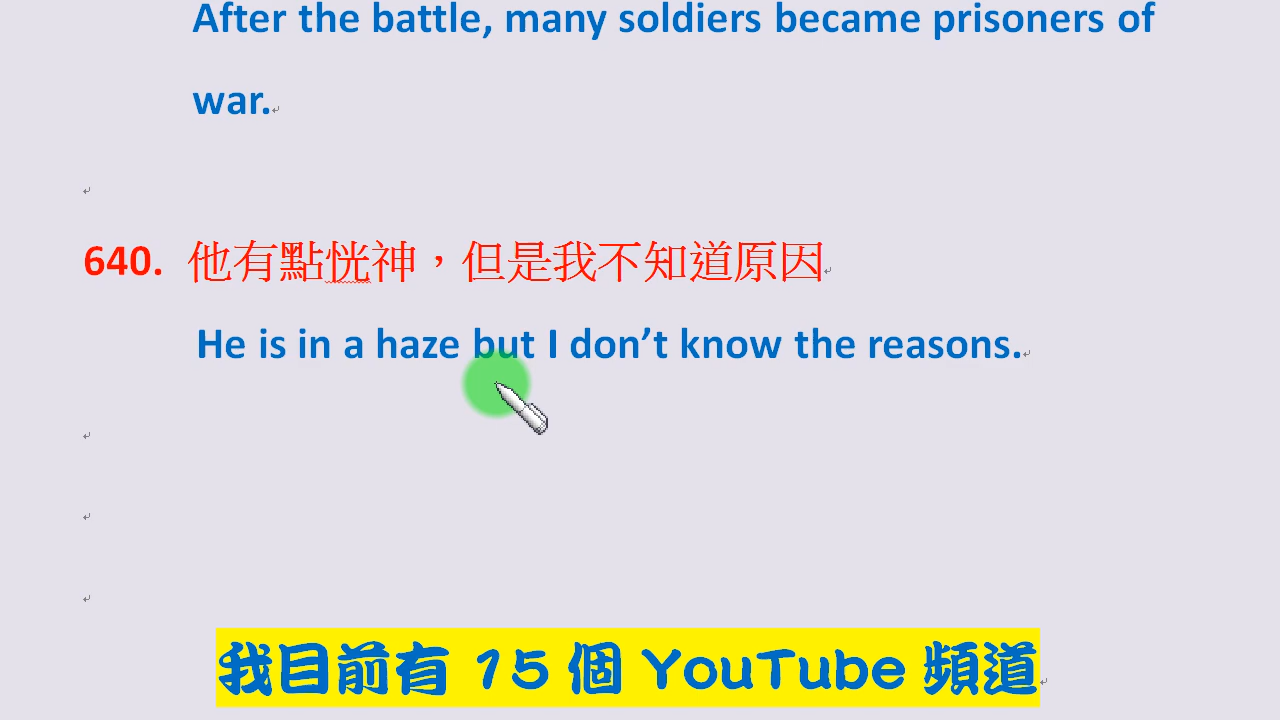 After the battle, many soldiers became prisoners of
war.
640. 他有點恍神，但是我不知道原因
He is in a haze but I don’t know the reasons.
我目前有 15 個 YouTube 頻道